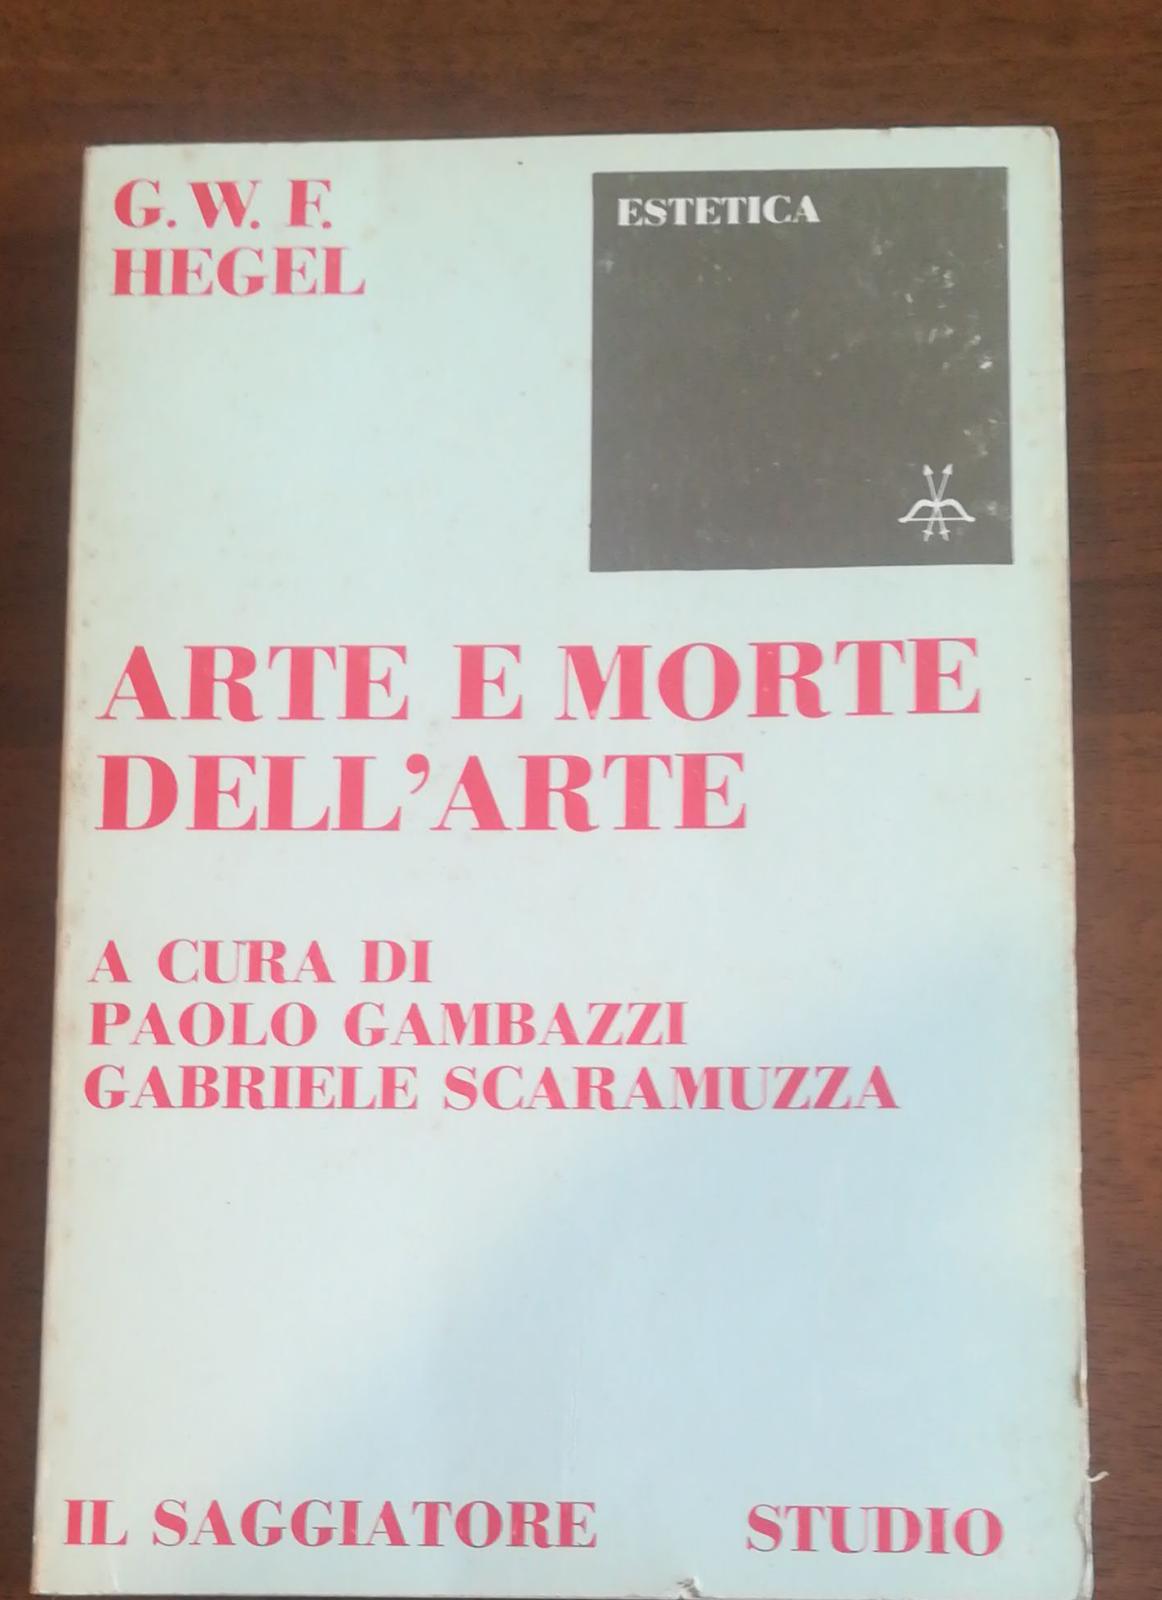 G. W. F.
HEGEL
ESTETICA
ARTE E MORTE
DELL'ARTE
A CURA DI
PAOLO GAMBAZZI
GABRIELE SCARAMUZZA
IL SAGGIATORE STUDIO